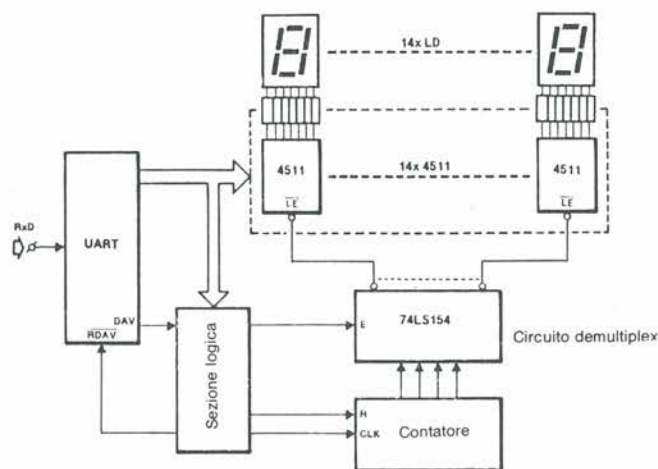 14x LD
4511
14x 4511
4511
LE
LE
RxD
UART
DAV
RDAV
Sezione logica
E
74LS154
Circuito demultiplex
R
CLK
Contatore